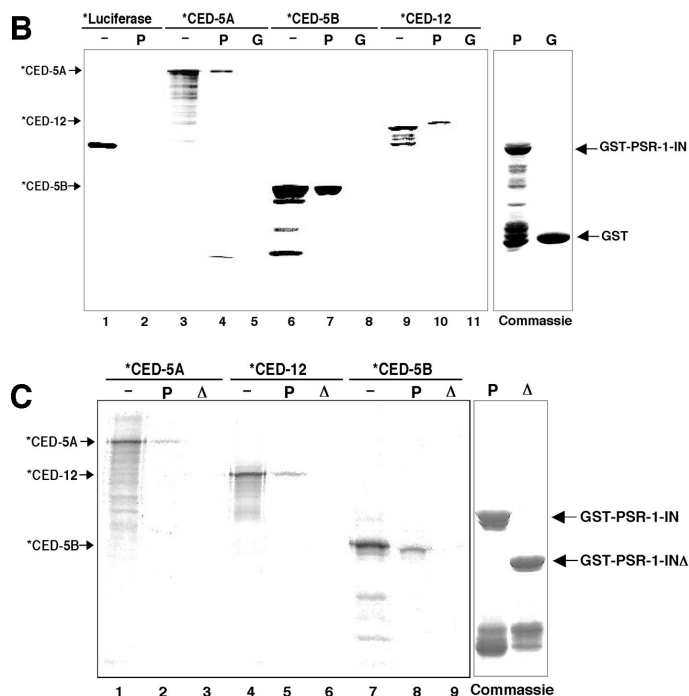 B
*Luciferase *CED-5A *CED-5B *CED-12
– P – P G – P G – P G P G
*CED-5A
*CED-12
GST-PSR-1-IN
*CED-5B
GST
1 2 3 4 5 6 7 8 9 10 11 Commassie
C
*CED-5A *CED-12 *CED-5B
– P Δ – P Δ – P Δ P Δ
*CED-5A
*CED-12
GST-PSR-1-IN
*CED-5B
GST-PSR-1-INΔ
1 2 3 4 5 6 7 8 9 Commassie